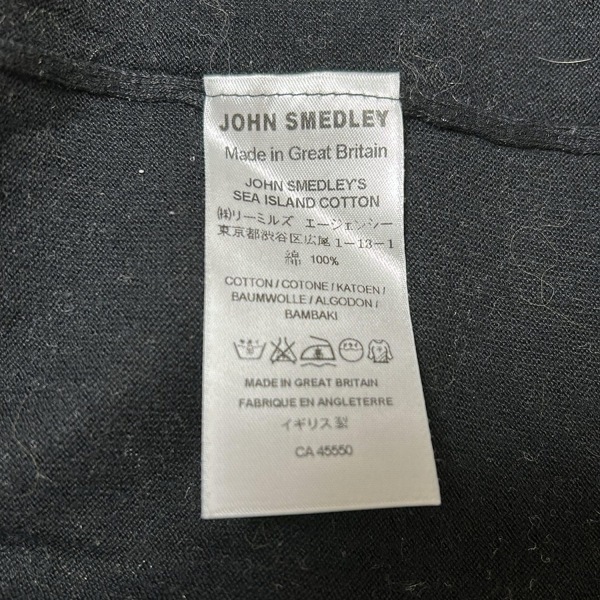 JOHN SMEDLEY
Made in Great Britain
JOHN SMEDLEY'S
SEA ISLAND COTTON
㈱リーミルズ エージェンシー
東京都渋谷区広尾1-13-1
綿 100%
COTTON / COTONE / KATOEN /
BAUMWOLLE / ALGODON /
BAMBAKI
MADE IN GREAT BRITAIN
FABRIQUE EN ANGLETERRE
イギリス製
CA 45550